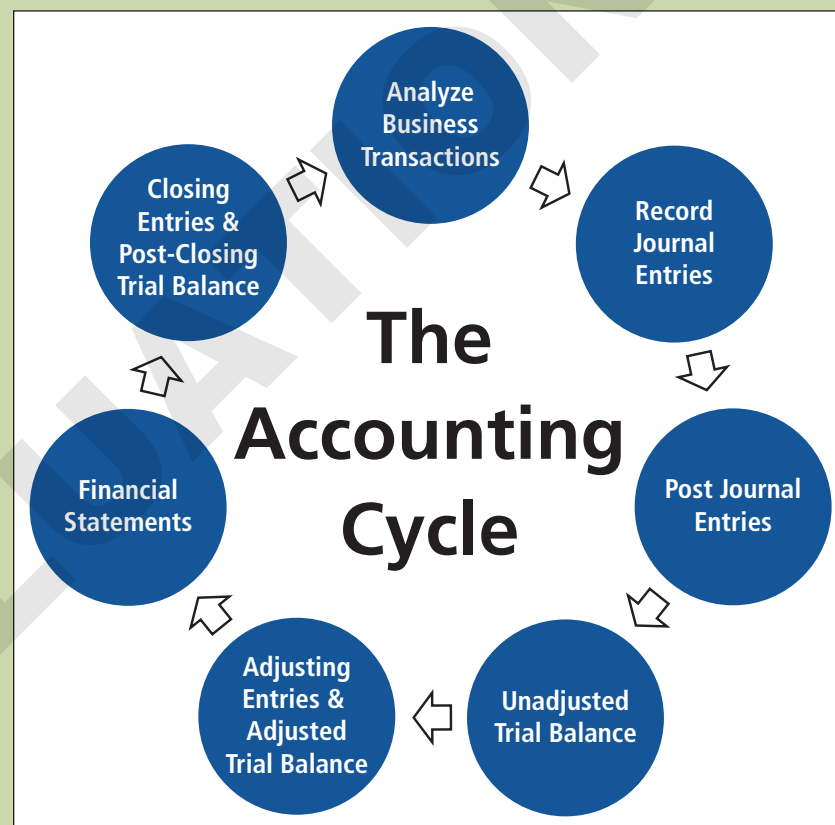 Analyze
Business
Transactions
Record
Journal
Entries
Post Journal
Entries
Unadjusted
Trial Balance
Adjusting
Entries &
Adjusted
Trial Balance
Financial
Statements
Closing
Entries &
Post-Closing
Trial Balance
The
Accounting
Cycle